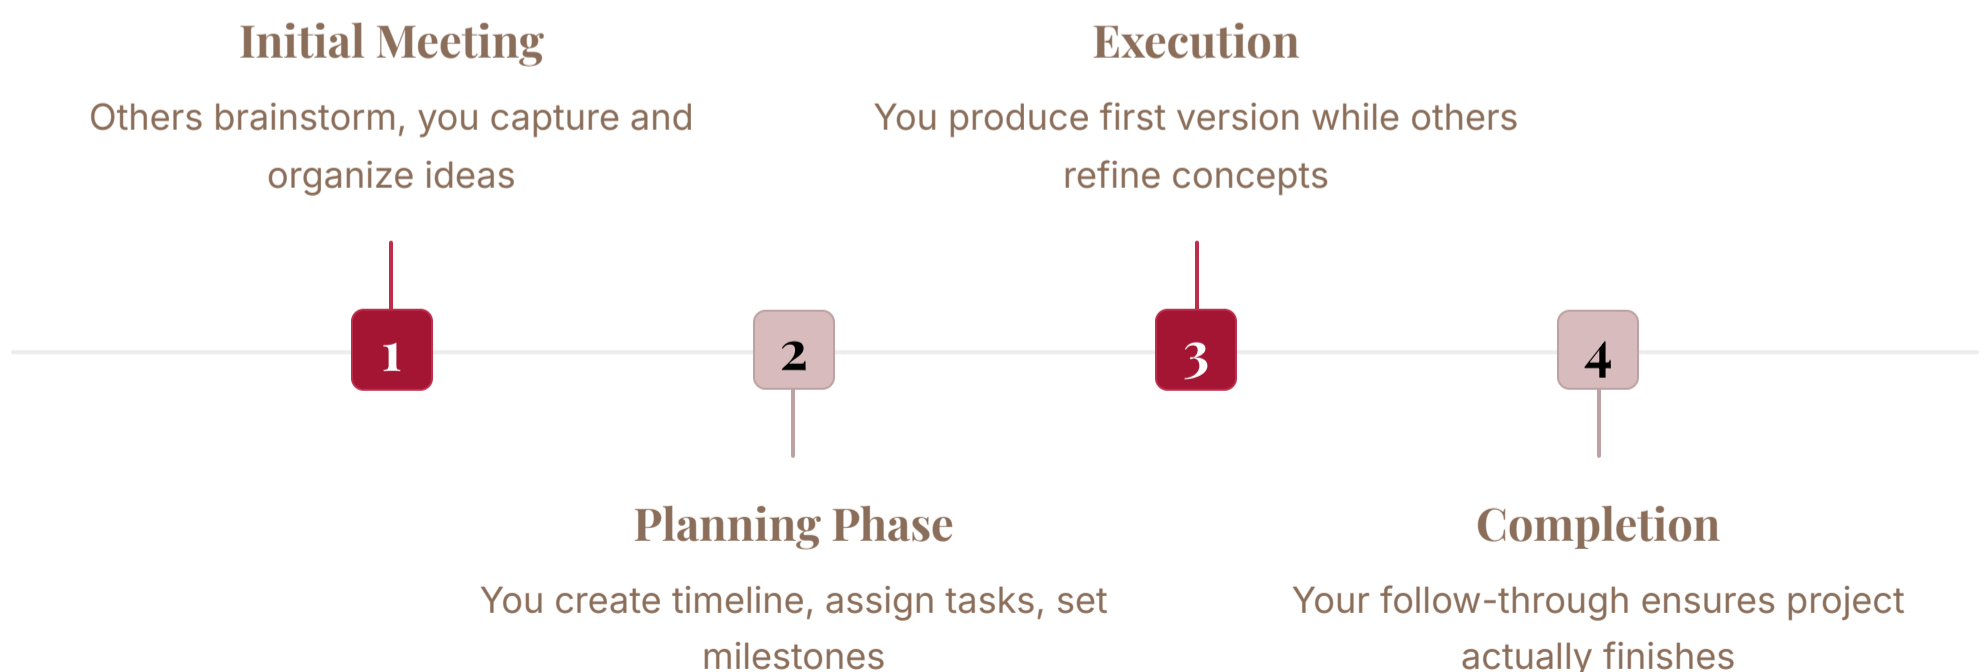 Initial Meeting
Others brainstorm, you capture and
organize ideas
1
Planning Phase
You create timeline, assign tasks, set
milestones
2
Execution
You produce first version while others
refine concepts
3
Completion
Your follow-through ensures project
actually finishes
4